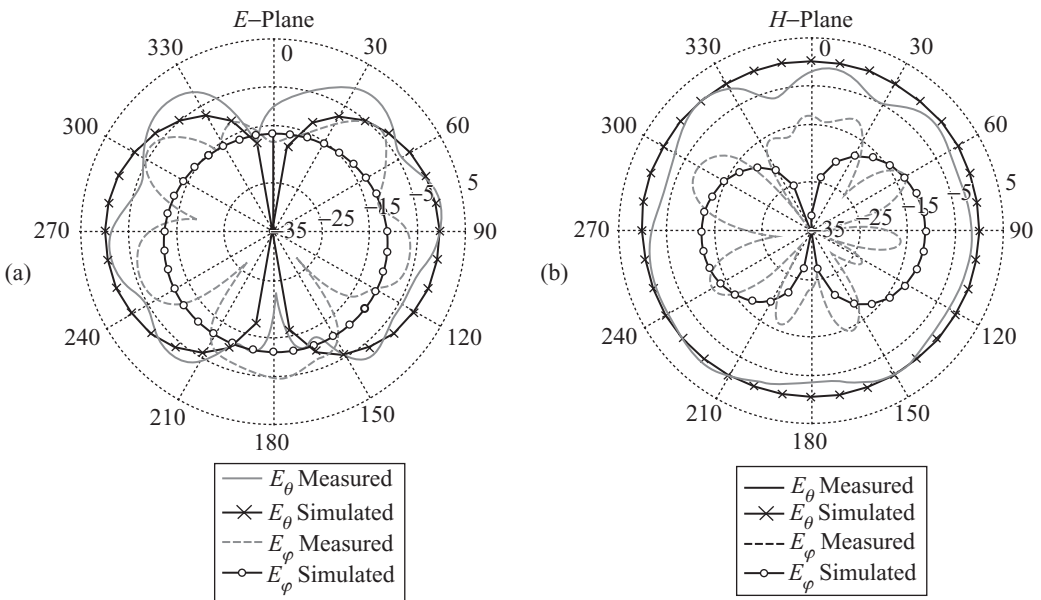 E–Plane
0
30
60
5
–5
–15
–25
–35
90
120
150
180
210
240
270
300
330
(a)
E_θ Measured
E_θ Simulated
E_φ Measured
E_φ Simulated
H–Plane
0
30
60
5
–5
–15
–25
–35
90
120
150
180
210
240
270
300
330
(b)
E_θ Measured
E_θ Simulated
E_φ Measured
E_φ Simulated